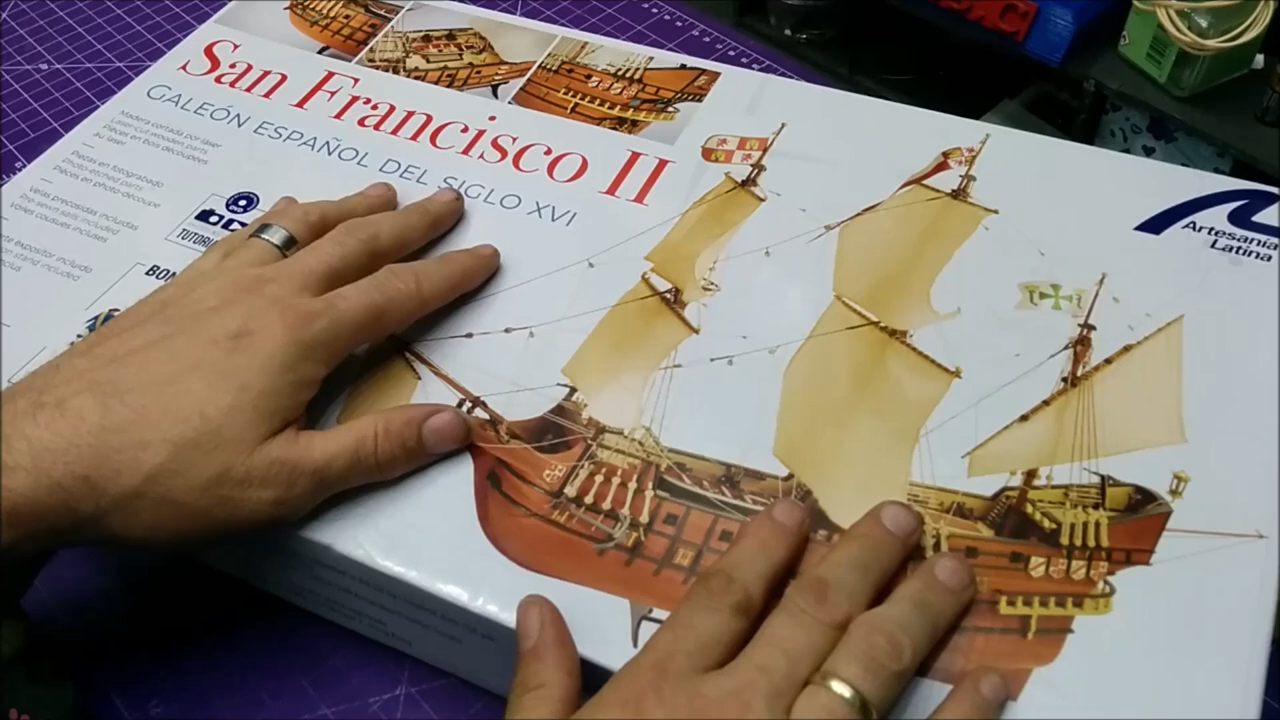 San Francisco II
GALEÓN ESPAÑOL DEL SIGLO XVI
Madera cortada por láser
Laser-cut wooden parts
Pièces en bois découpées
au laser
Piezas en fotograbado
Photo-etched parts
Pièces en photo-découpe
Velas precosidas incluidas
Pre-sewn sails included
Voiles cousues incluses
expositor incluido
stand included
TUTORI
BON
Artesanía
Latina